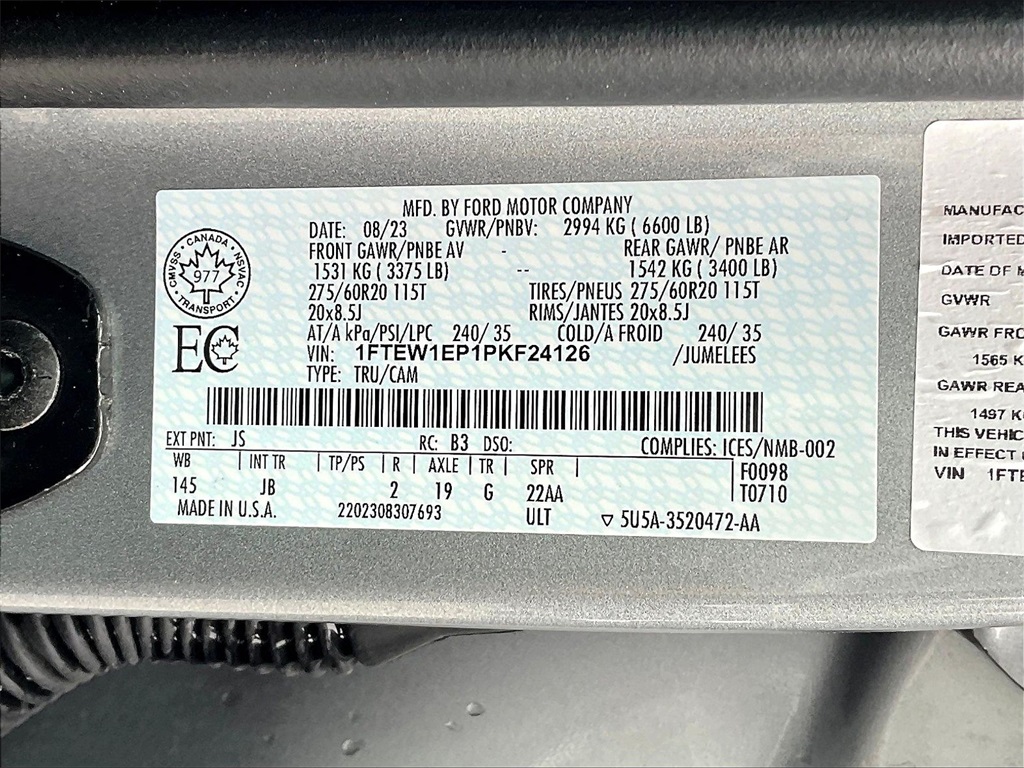 MFD. BY FORD MOTOR COMPANY
DATE: 08/23 GVWR/PNBV: 2994 KG ( 6600 LB)
FRONT GAWR/PNBE AV - REAR GAWR/ PNBE AR
1531 KG ( 3375 LB) -- 1542 KG ( 3400 LB)
275/60R20 115T TIRES/PNEUS 275/60R20 115T
20x8.5J RIMS/JANTES 20x8.5J
AT/A kPa/PSI/LPC 240/ 35 COLD/A FROID 240/ 35
VIN: 1FTEW1EP1PKF24126 /JUMELEES
TYPE: TRU/CAM
CANADA
CMVSS NSVAC
977
TRANSPORT
EC
EXT PNT: JS RC: B3 DSO: COMPLIES: ICES/NMB-002
WB | INT TR | TP/PS | R | AXLE | TR | SPR | F0098
145 JB 2 19 G 22AA | T0710
MADE IN U.S.A. 2202308307693 ULT ▽ 5U5A-3520472-AA
MANUFAC
IMPORTED
DATE OF M
GVWR
GAWR FRO
1565 K
GAWR REA
1497 KG
THIS VEHIC
IN EFFECT
VIN 1FTE